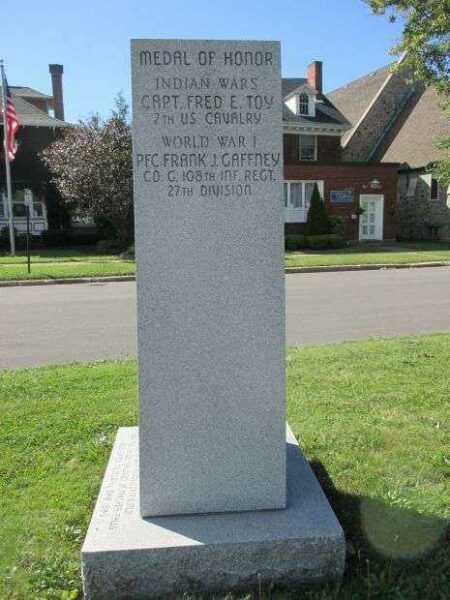 MEDAL OF HONOR
INDIAN WARS
CAPT. FRED E. TOY
7TH US. CAVALRY
WORLD WAR I
PFC FRANK J. GAFFNEY
CO. G. 108TH INF. REGT.
27TH DIVISION